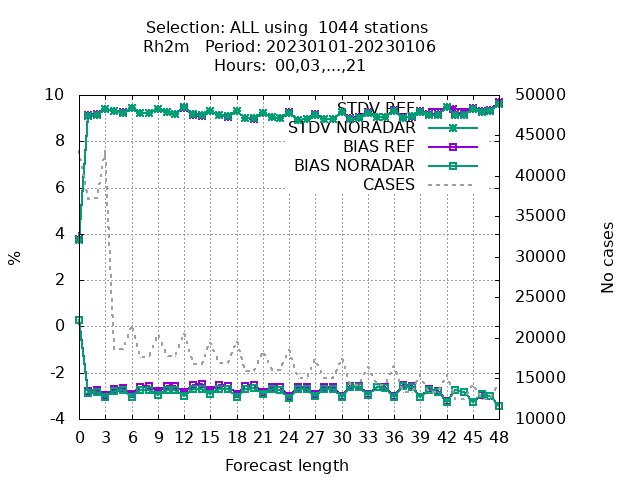 Selection: ALL using  1044 stations
Rh2m   Period: 20230101-20230106
Hours:  00,03,...,21
10
8
6
4
2
0
-2
-4
%
50000
45000
40000
35000
30000
25000
20000
15000
10000
No cases
STDV REF
STDV NORADAR
BIAS REF
BIAS NORADAR
CASES
0 3 6 9 12 15 18 21 24 27 30 33 36 39 42 45 48
Forecast length